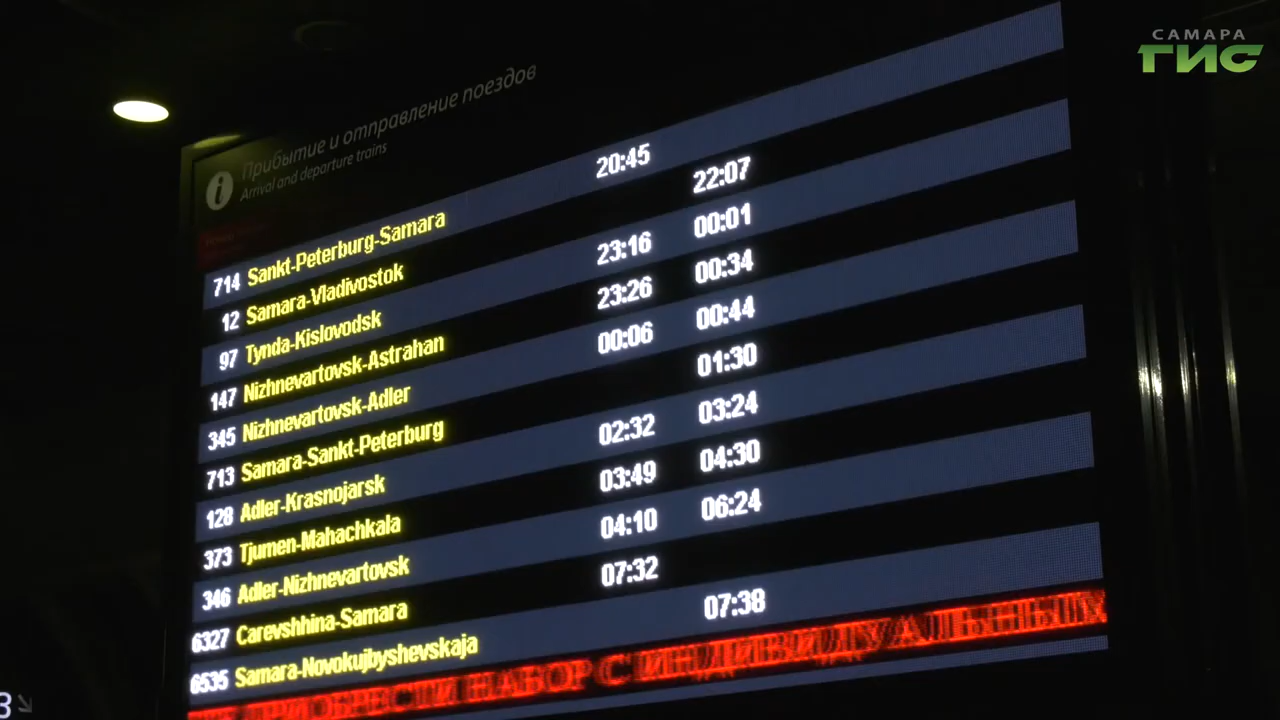 САМАРА
ГИС
Прибытие и отправление поездов
Arrival and departure trains
714 Sankt-Peterburg-Samara 20:45
12 Samara-Vladivostok 22:07
97 Tynda-Kislovodsk 23:16 00:01
147 Nizhnevartovsk-Astrahan 23:26 00:34
345 Nizhnevartovsk-Adler 00:06 00:44
713 Samara-Sankt-Peterburg 01:30
128 Adler-Krasnojarsk 02:32 03:24
373 Tjumen-Mahachkala 03:49 04:30
346 Adler-Nizhnevartovsk 04:10 06:24
6327 Carevshhina-Samara 07:32
6535 Samara-Novokujbyshevskaja 07:38
ПРИОБРЕСТИ НАБОР С ИНДИВИДУАЛЬНЫХ
3